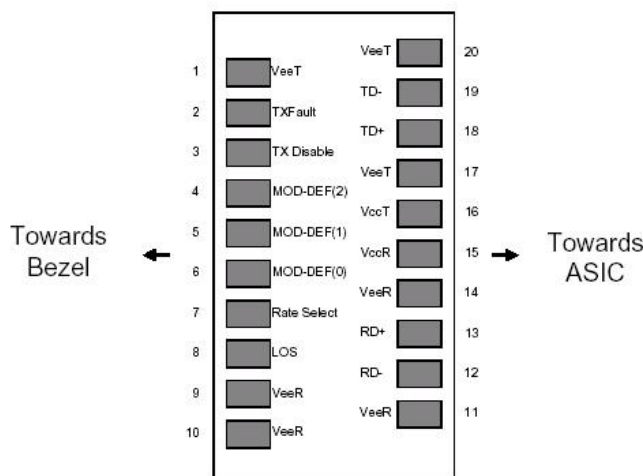 VeeT 20
1 VeeT
TD- 19
2 TXFault
TD+ 18
3 TX Disable
VeeT 17
4 MOD-DEF(2)
VccT 16
5 MOD-DEF(1)
Towards
Bezel
VccR 15
Towards
ASIC
6 MOD-DEF(0)
VeeR 14
7 Rate Select
RD+ 13
8 LOS
RD- 12
9 VeeR
VeeR 11
10 VeeR